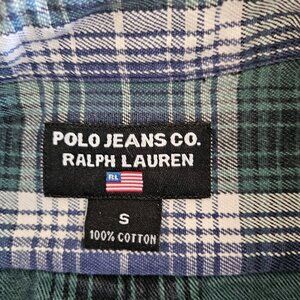 POLO JEANS CO.
RALPH LAUREN
RL
S
100% COTTON